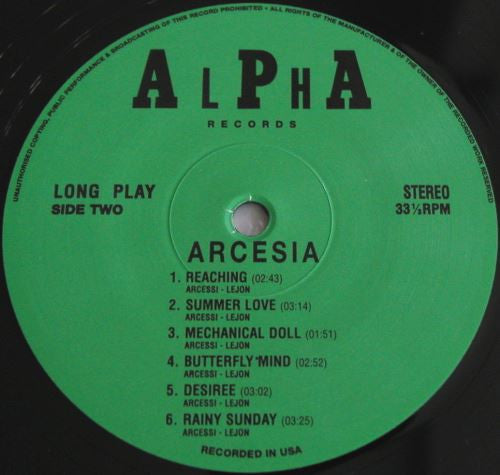 UNAUTHORISED COPYING, PUBLIC PERFORMANCE & BROADCASTING OF THIS RECORD PROHIBITED - ALL RIGHTS OF THE MANUFACTURER & OF THE OWNER OF THE RECORDED WORK RESERVED
ALPHA
RECORDS
LONG PLAY
SIDE TWO
STEREO
33⅓RPM
ARCESIA
1. REACHING (02:43)
ARCESSI - LEJON
2. SUMMER LOVE (03:14)
ARCESSI - LEJON
3. MECHANICAL DOLL (01:51)
ARCESSI - LEJON
4. BUTTERFLY MIND (02:52)
ARCESSI - LEJON
5. DESIREE (03:02)
ARCESSI - LEJON
6. RAINY SUNDAY (03:25)
ARCESSI - LEJON
RECORDED IN USA